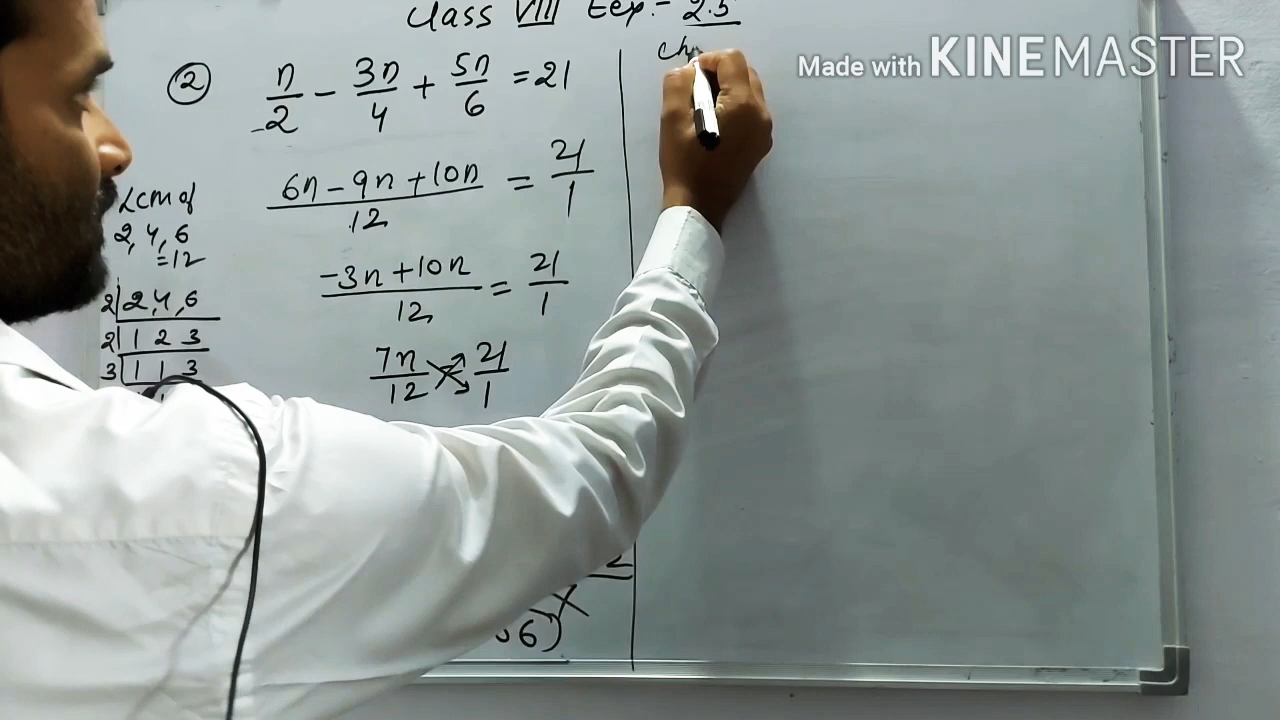 Class VIII Eex.- 2.5
② n/2 - 3n/4 + 5n/6 = 21
(6n - 9n + 10n)/12 = 21/1
(-3n + 10n)/12 = 21/1
7n/12 21/1
LCM of
2, 4, 6
=12
2|2,4,6
2|1 2 3
3|1 1 3
36)
Made with KINEMASTER